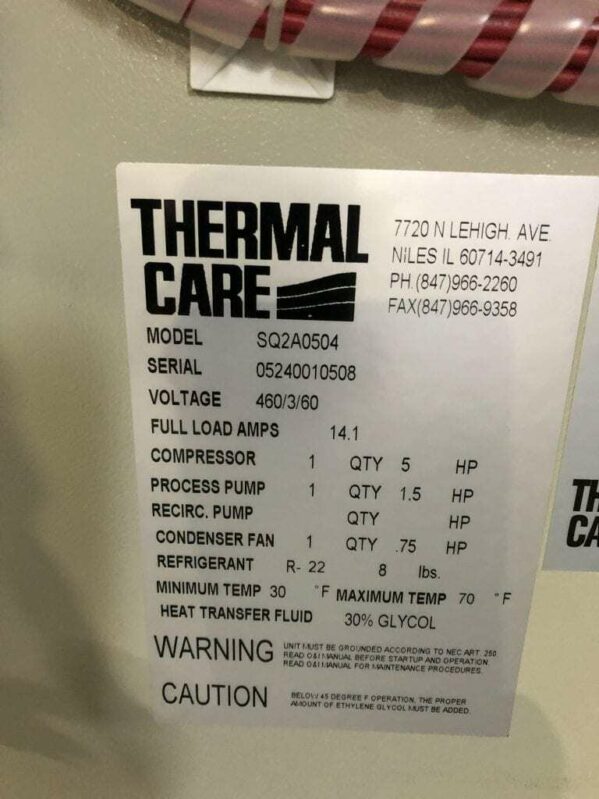 THERMAL CARE
7720 N LEHIGH. AVE.
NILES IL 60714-3491
PH.(847)966-2260
FAX(847)966-9358
MODEL SQ2A0504
SERIAL 05240010508
VOLTAGE 460/3/60
FULL LOAD AMPS 14.1
COMPRESSOR 1 QTY 5 HP
PROCESS PUMP 1 QTY 1.5 HP
RECIRC. PUMP QTY HP
CONDENSER FAN 1 QTY .75 HP
REFRIGERANT R- 22 8 lbs.
MINIMUM TEMP 30 °F MAXIMUM TEMP 70 °F
HEAT TRANSFER FLUID 30% GLYCOL
WARNING
UNIT MUST BE GROUNDED ACCORDING TO NEC ART. 250
READ O&I MANUAL BEFORE STARTUP AND OPERATION
READ O&I MANUAL FOR MAINTENANCE PROCEDURES.
CAUTION
BELOW 45 DEGREE F OPERATION, THE PROPER
AMOUNT OF ETHYLENE GLYCOL MUST BE ADDED.
TH
CA